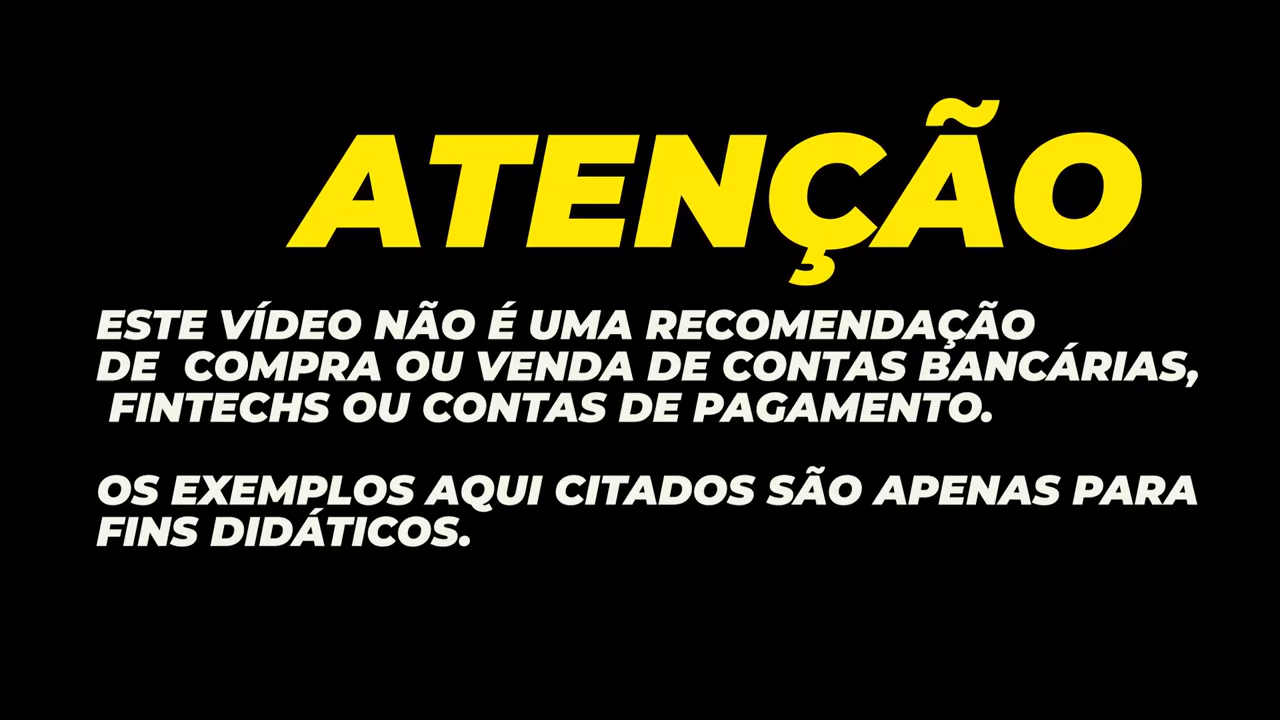 ATENÇÃO
ESTE VÍDEO NÃO É UMA RECOMENDAÇÃO
DE COMPRA OU VENDA DE CONTAS BANCÁRIAS,
FINTECHS OU CONTAS DE PAGAMENTO.
OS EXEMPLOS AQUI CITADOS SÃO APENAS PARA
FINS DIDÁTICOS.